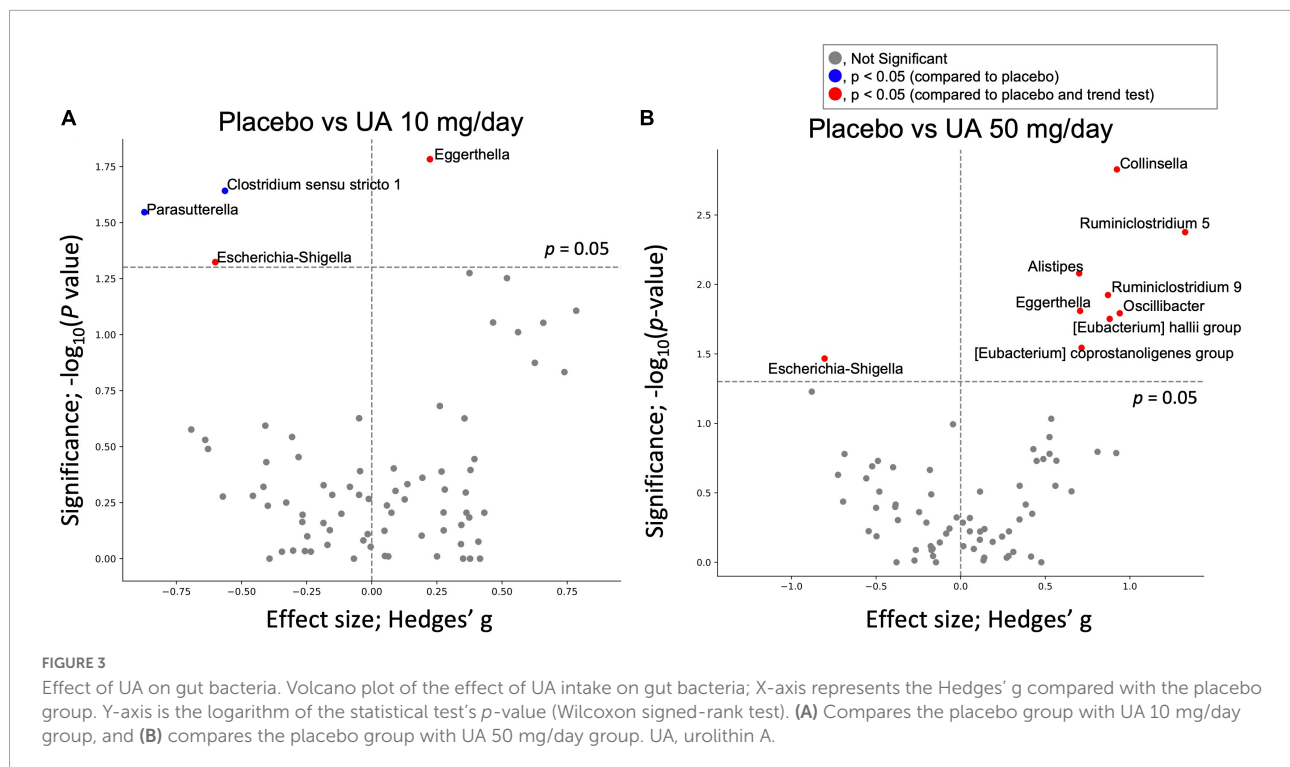 , Not Significant
, p < 0.05 (compared to placebo)
, p < 0.05 (compared to placebo and trend test)
A
Placebo vs UA 10 mg/day
Significance; -log10(P value)
1.75
1.50
1.25
1.00
0.75
0.50
0.25
0.00
Eggerthella
Clostridium sensu stricto 1
Parasutterella
Escherichia-Shigella
p = 0.05
−0.75
−0.50
−0.25
0.00
0.25
0.50
0.75
Effect size; Hedges’ g
B
Placebo vs UA 50 mg/day
Significance; -log10(p-value)
2.5
2.0
1.5
1.0
0.5
0.0
Collinsella
Ruminiclostridium 5
Alistipes
Ruminiclostridium 9
Eggerthella
Oscillibacter
[Eubacterium] hallii group
[Eubacterium] coprostanoligenes group
Escherichia-Shigella
p = 0.05
−1.0
−0.5
0.0
0.5
1.0
Effect size; Hedges’ g
FIGURE 3
Effect of UA on gut bacteria. Volcano plot of the effect of UA intake on gut bacteria; X-axis represents the Hedges’ g compared with the placebo
group. Y-axis is the logarithm of the statistical test’s p-value (Wilcoxon signed-rank test). (A) Compares the placebo group with UA 10 mg/day
group, and (B) compares the placebo group with UA 50 mg/day group. UA, urolithin A.